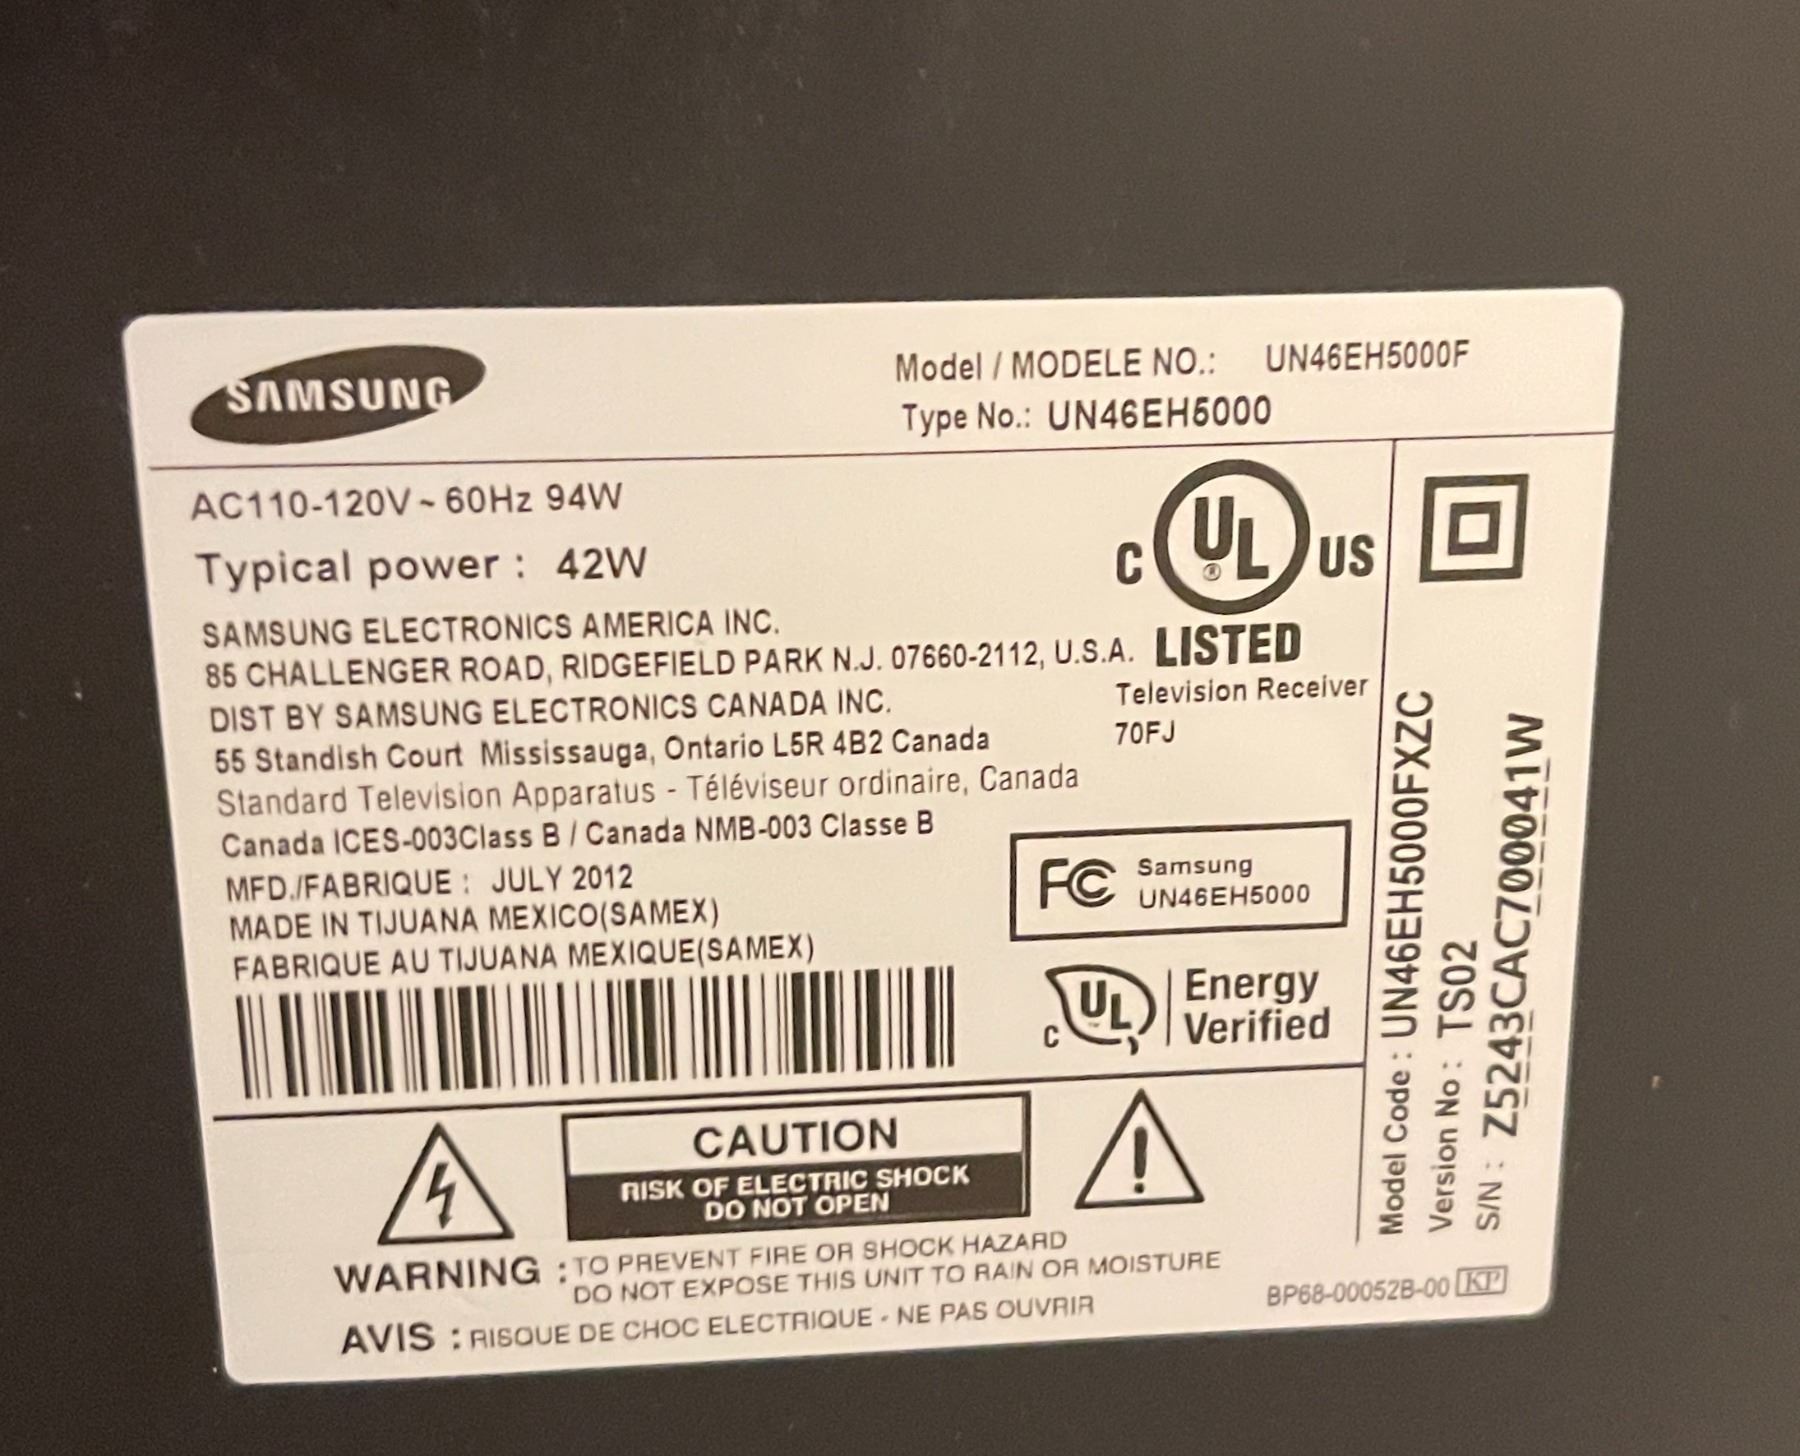 SAMSUNG
Model / MODELE NO.: UN46EH5000F
Type No.: UN46EH5000
AC110-120V ~ 60Hz 94W
Typical power : 42W
SAMSUNG ELECTRONICS AMERICA INC.
85 CHALLENGER ROAD, RIDGEFIELD PARK N.J. 07660-2112, U.S.A.
DIST BY SAMSUNG ELECTRONICS CANADA INC.
55 Standish Court Mississauga, Ontario L5R 4B2 Canada
Standard Television Apparatus - Téléviseur ordinaire, Canada
Canada ICES-003Class B / Canada NMB-003 Classe B
MFD./FABRIQUE : JULY 2012
MADE IN TIJUANA MEXICO(SAMEX)
FABRIQUE AU TIJUANA MEXIQUE(SAMEX)
C UL ® US
LISTED
Television Receiver
70FJ
FC Samsung
UN46EH5000
C UL Energy
Verified
CAUTION
RISK OF ELECTRIC SHOCK
DO NOT OPEN
WARNING : TO PREVENT FIRE OR SHOCK HAZARD
DO NOT EXPOSE THIS UNIT TO RAIN OR MOISTURE
AVIS : RISQUE DE CHOC ELECTRIQUE - NE PAS OUVRIR
Model Code : UN46EH5000FXZC
Version No : TS02
S/N : Z5243CAC700041W
BP68-00052B-00 KP